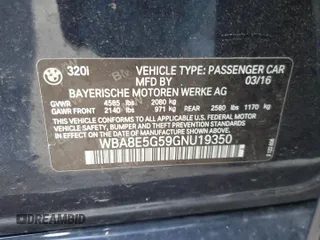 320I VEHICLE TYPE: PASSENGER CAR
03/16
BAYERISCHE MOTOREN WERKE AG
GVWR 4585 lbs 2080 kg
GAWR FRONT 2140 lbs 971 kg REAR 2580 lbs 1170 kg
THIS VEHICLE CONFORMS TO ALL APPLICABLE U.S. FEDERAL MOTOR
VEHICLE SAFETY, BUMPER, AND THEFT PREVENTION STANDARDS IN
EFFECT ON THE DATE OF MANUFACTURE SHOWN ABOVE.
WBA8E5G59GNU19350
DREAMBID